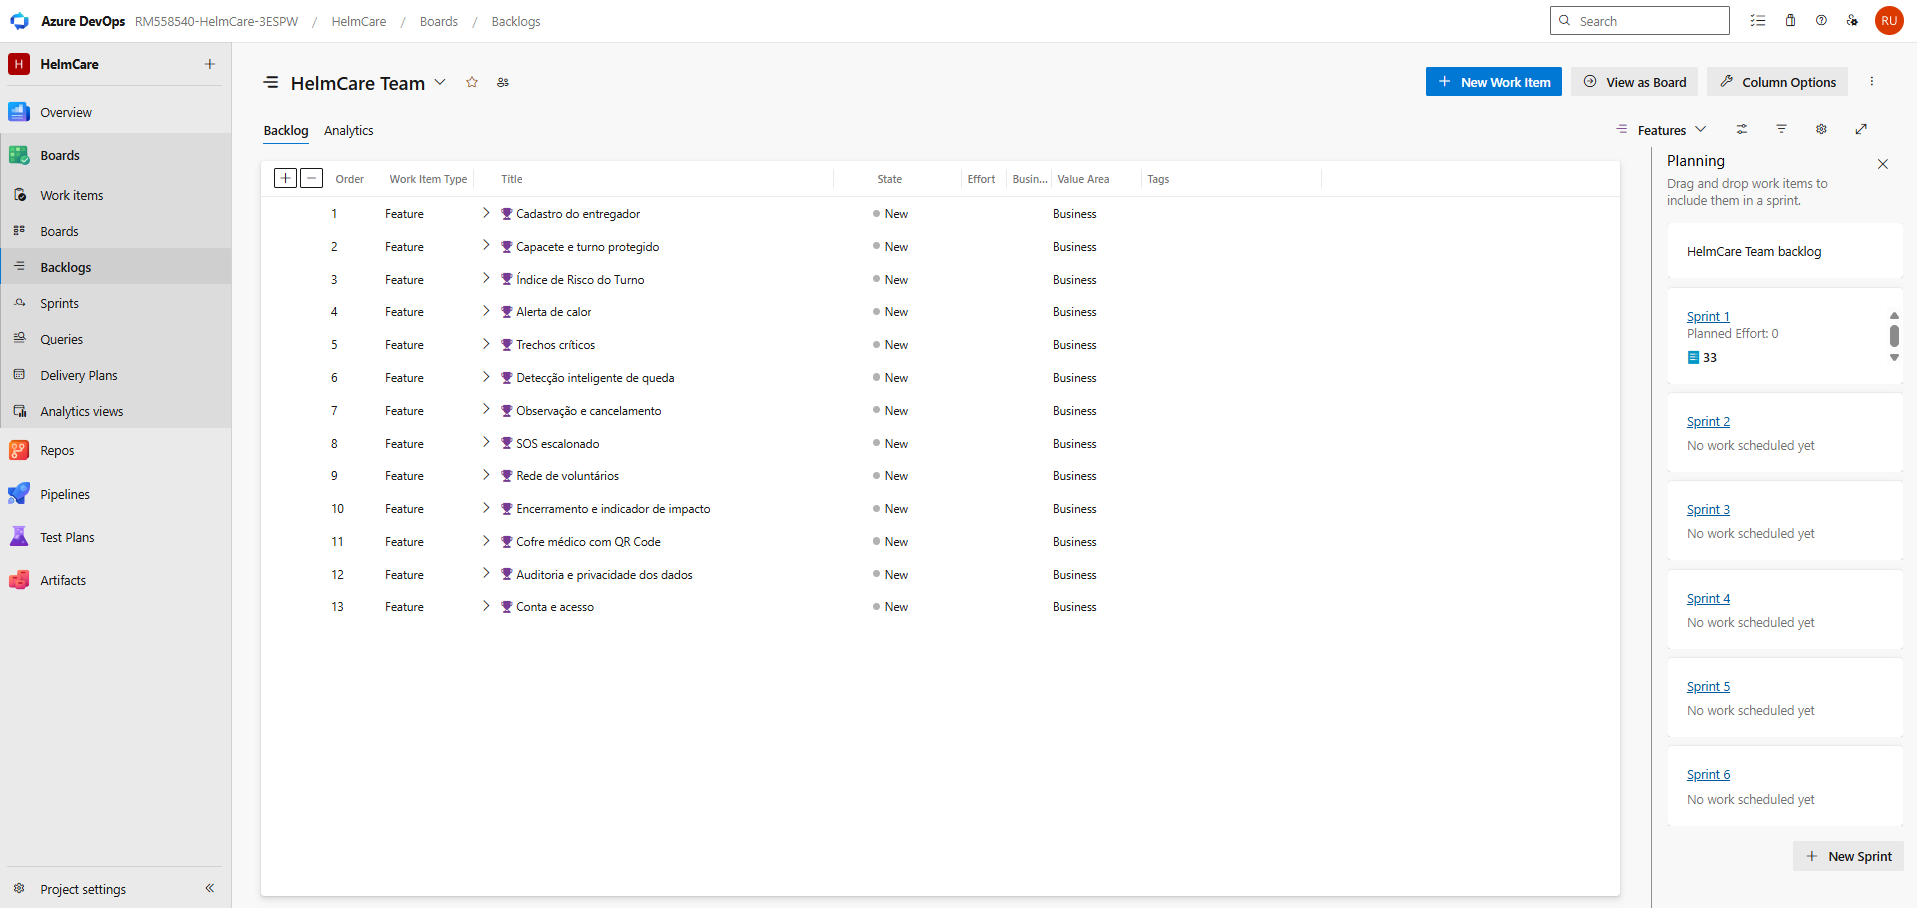 Azure DevOps RM558540-HelmCare-3ESPW / HelmCare / Boards / Backlogs Search RU
H HelmCare
Overview
Boards
Work items
Boards
Backlogs
Sprints
Queries
Delivery Plans
Analytics views
Repos
Pipelines
Test Plans
Artifacts
Project settings
HelmCare Team New Work Item View as Board Column Options
Backlog Analytics Features
Order Work Item Type Title State Effort Busin... Value Area Tags
1 Feature Cadastro do entregador New Business
2 Feature Capacete e turno protegido New Business
3 Feature Índice de Risco do Turno New Business
4 Feature Alerta de calor New Business
5 Feature Trechos críticos New Business
6 Feature Detecção inteligente de queda New Business
7 Feature Observação e cancelamento New Business
8 Feature SOS escalonado New Business
9 Feature Rede de voluntários New Business
10 Feature Encerramento e indicador de impacto New Business
11 Feature Cofre médico com QR Code New Business
12 Feature Auditoria e privacidade dos dados New Business
13 Feature Conta e acesso New Business
Planning
Drag and drop work items to
include them in a sprint.
HelmCare Team backlog
Sprint 1
Planned Effort: 0
33
Sprint 2
No work scheduled yet
Sprint 3
No work scheduled yet
Sprint 4
No work scheduled yet
Sprint 5
No work scheduled yet
Sprint 6
No work scheduled yet
New Sprint